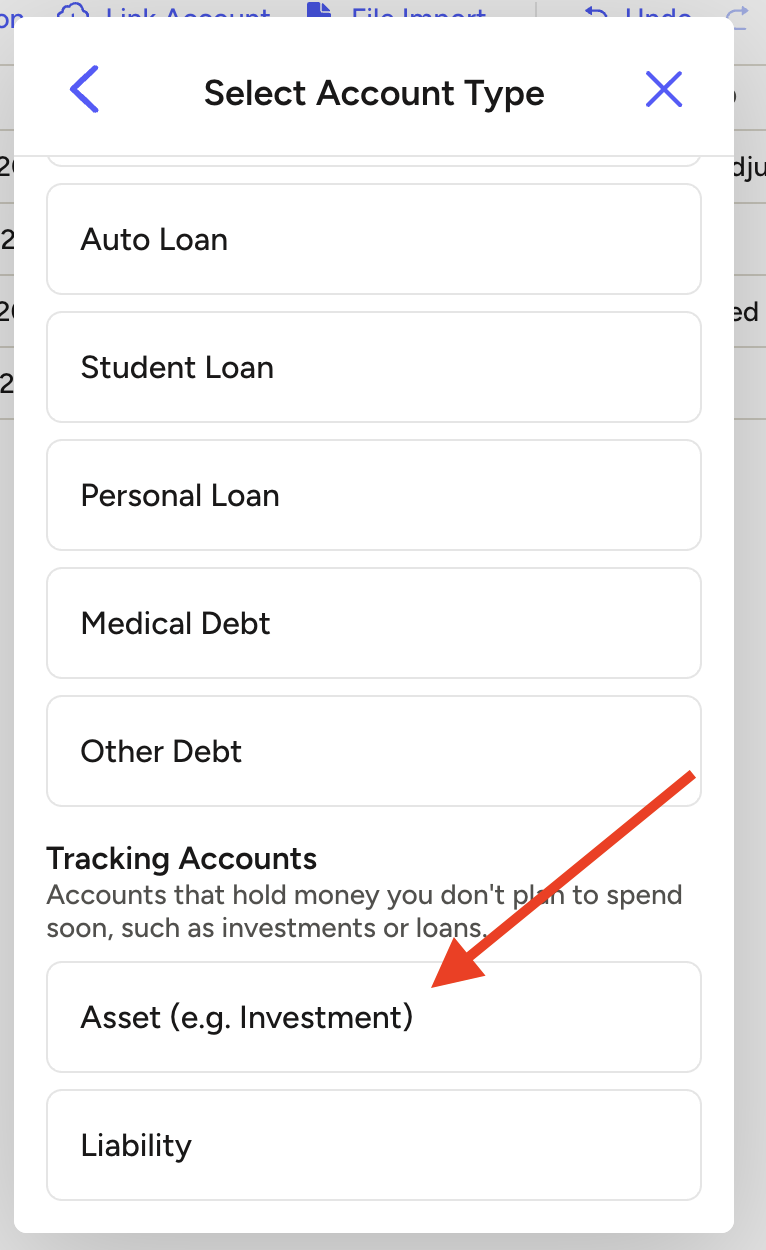 Link Account File Import Undo
Select Account Type
Auto Loan
Student Loan
Personal Loan
Medical Debt
Other Debt
Tracking Accounts
Accounts that hold money you don't plan to spend
soon, such as investments or loans.
Asset (e.g. Investment)
Liability